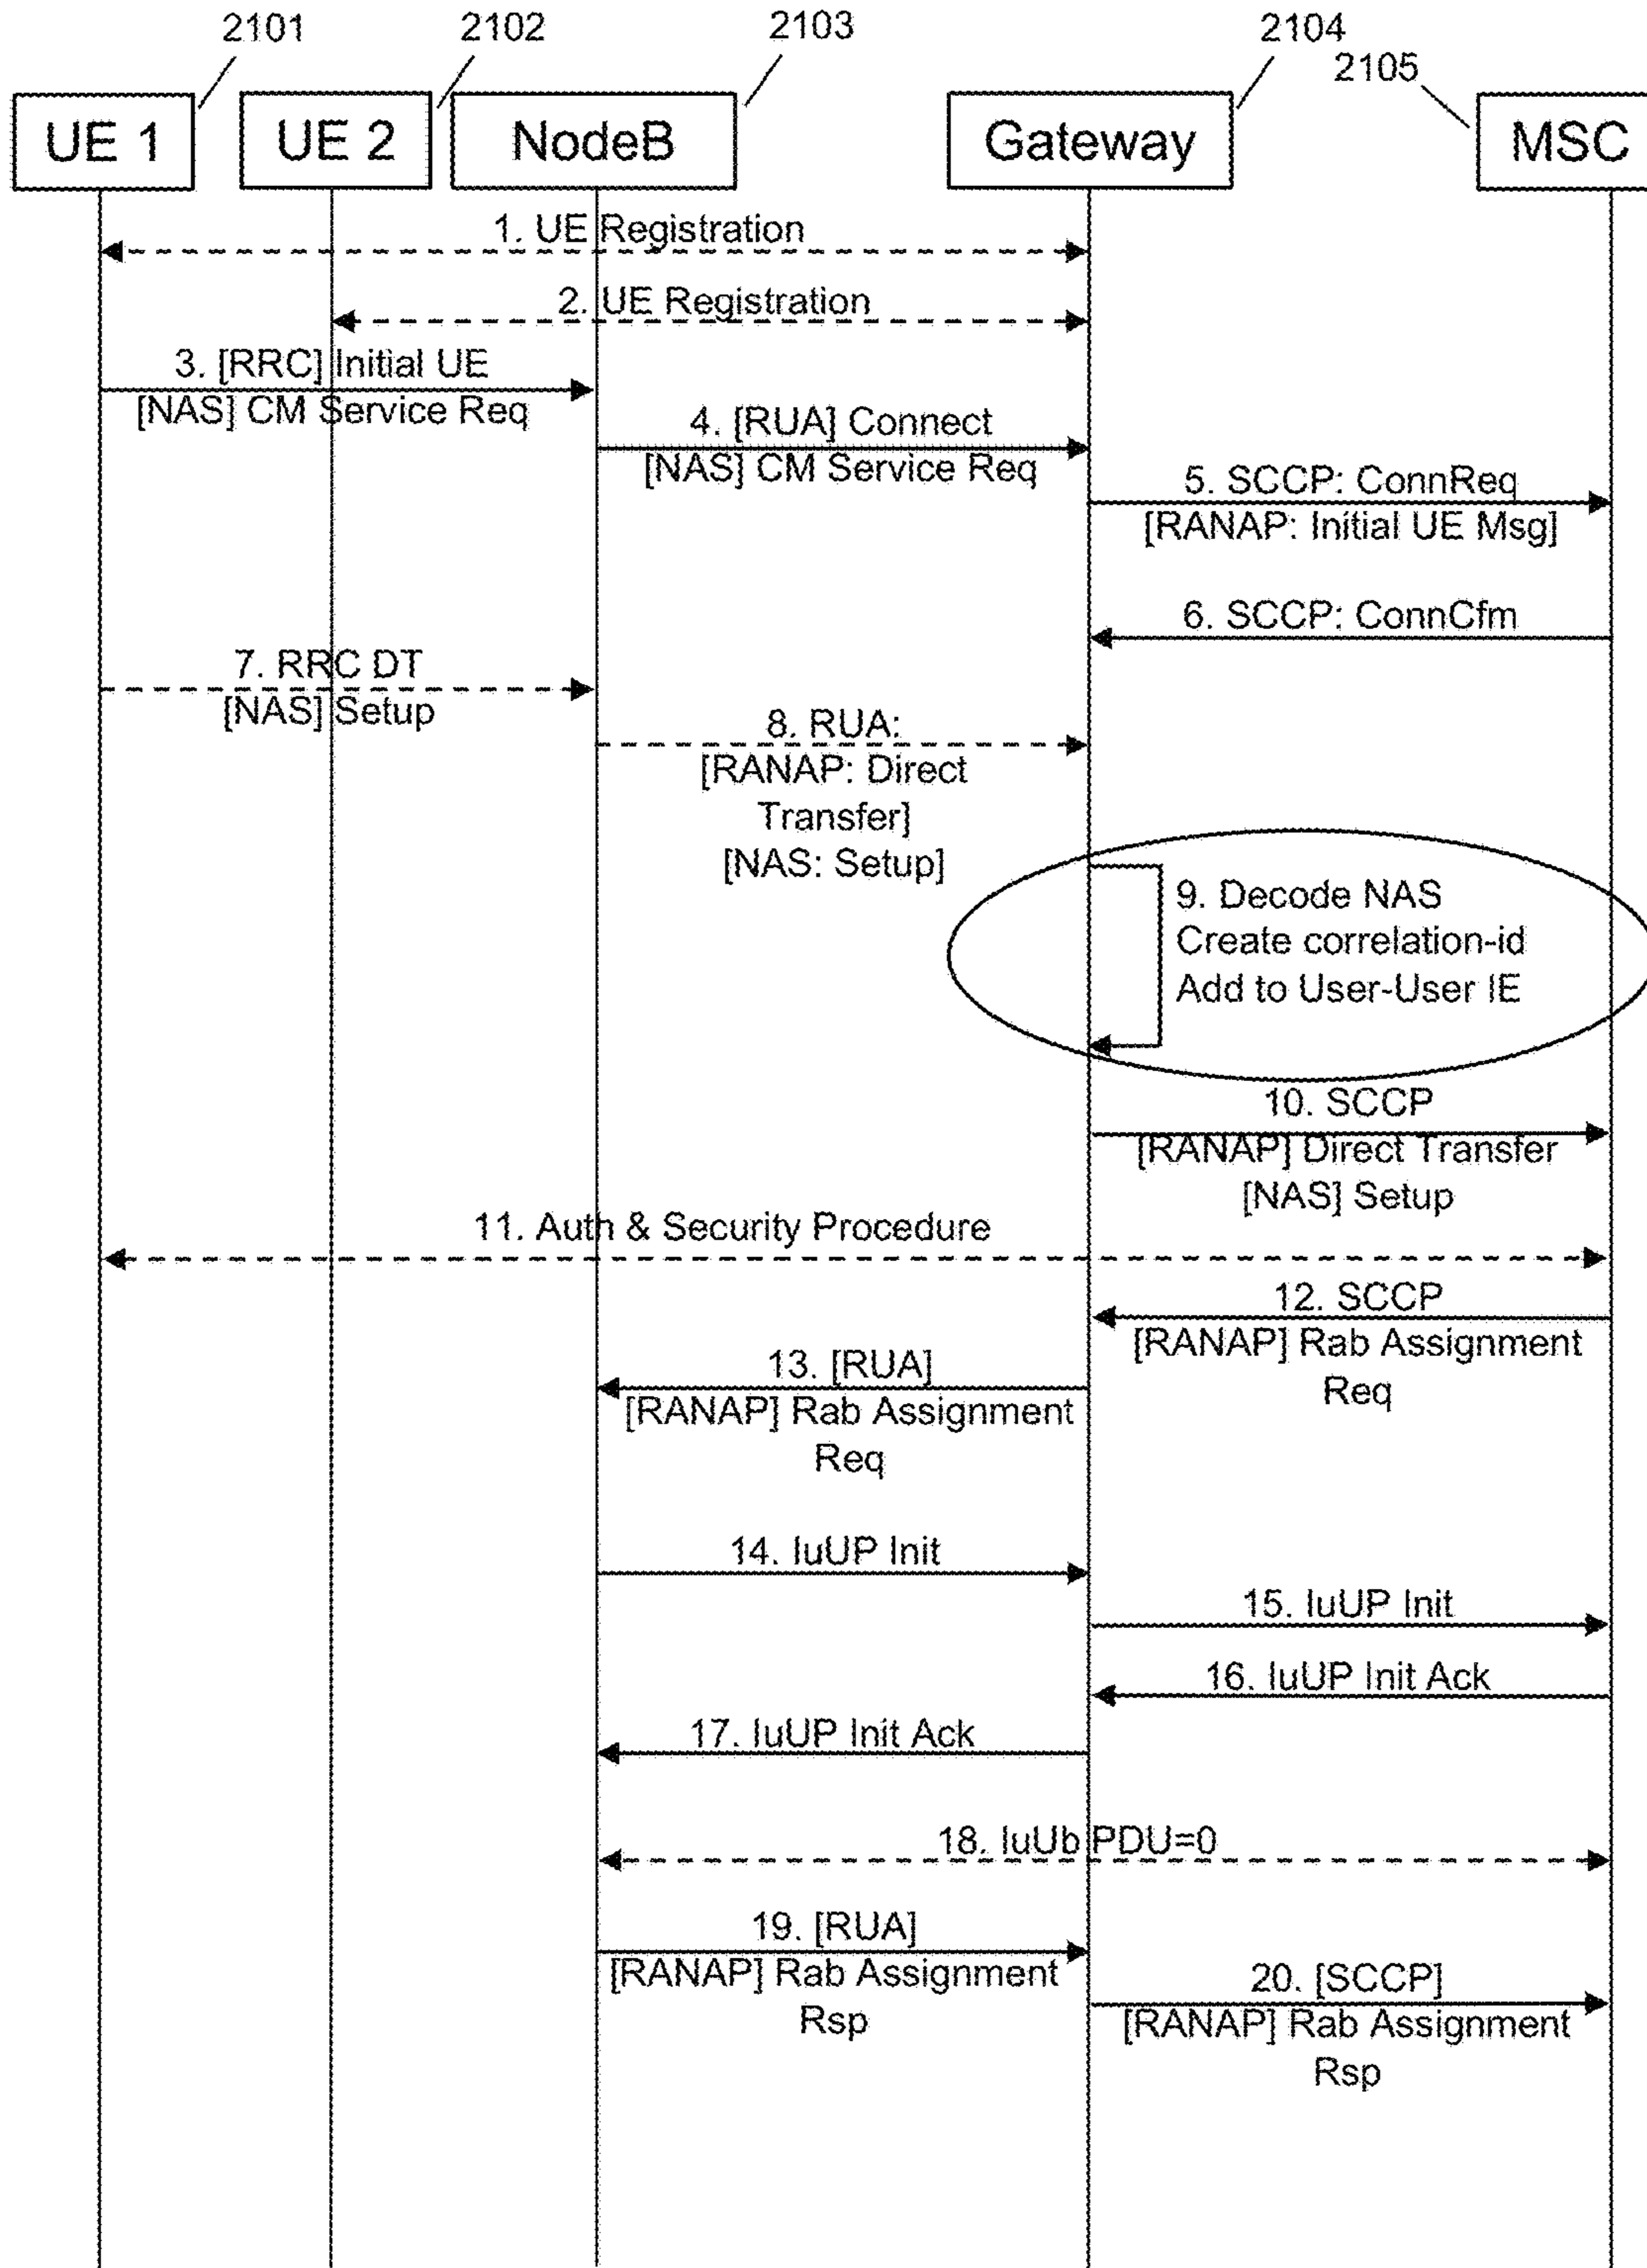 2101
2102
2103
2104
2105
UE 1
UE 2
NodeB
Gateway
MSC
1. UE Registration
2. UE Registration
3. [RRC] Initial UE
[NAS] CM Service Req
4. [RUA] Connect
[NAS] CM Service Req
5. SCCP: ConnReq
[RANAP: Initial UE Msg]
6. SCCP: ConnCfm
7. RRC DT
[NAS] Setup
8. RUA:
[RANAP: Direct
Transfer]
[NAS: Setup]
9. Decode NAS
Create correlation-id
Add to User-User IE
10. SCCP
[RANAP] Direct Transfer
[NAS] Setup
11. Auth & Security Procedure
12. SCCP
[RANAP] Rab Assignment
Req
13. [RUA]
[RANAP] Rab Assignment
Req
14. IuUP Init
15. IuUP Init
16. IuUP Init Ack
17. IuUP Init Ack
18. IuUb PDU=0
19. [RUA]
[RANAP] Rab Assignment
Rsp
20. [SCCP]
[RANAP] Rab Assignment
Rsp